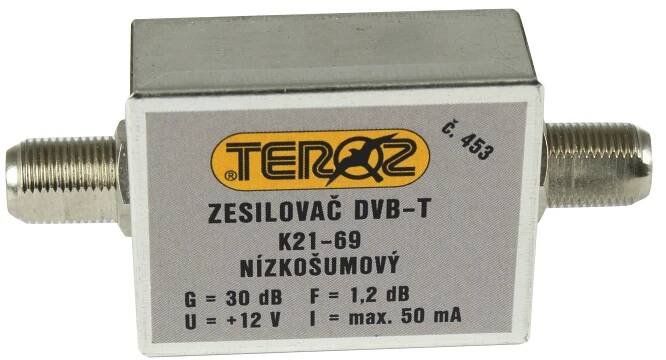 TEROZ
®
č. 453
ZESILOVAČ DVB-T
K21-69
NÍZKOŠUMOVÝ
G = 30 dB F = 1,2 dB
U = +12 V I = max. 50 mA